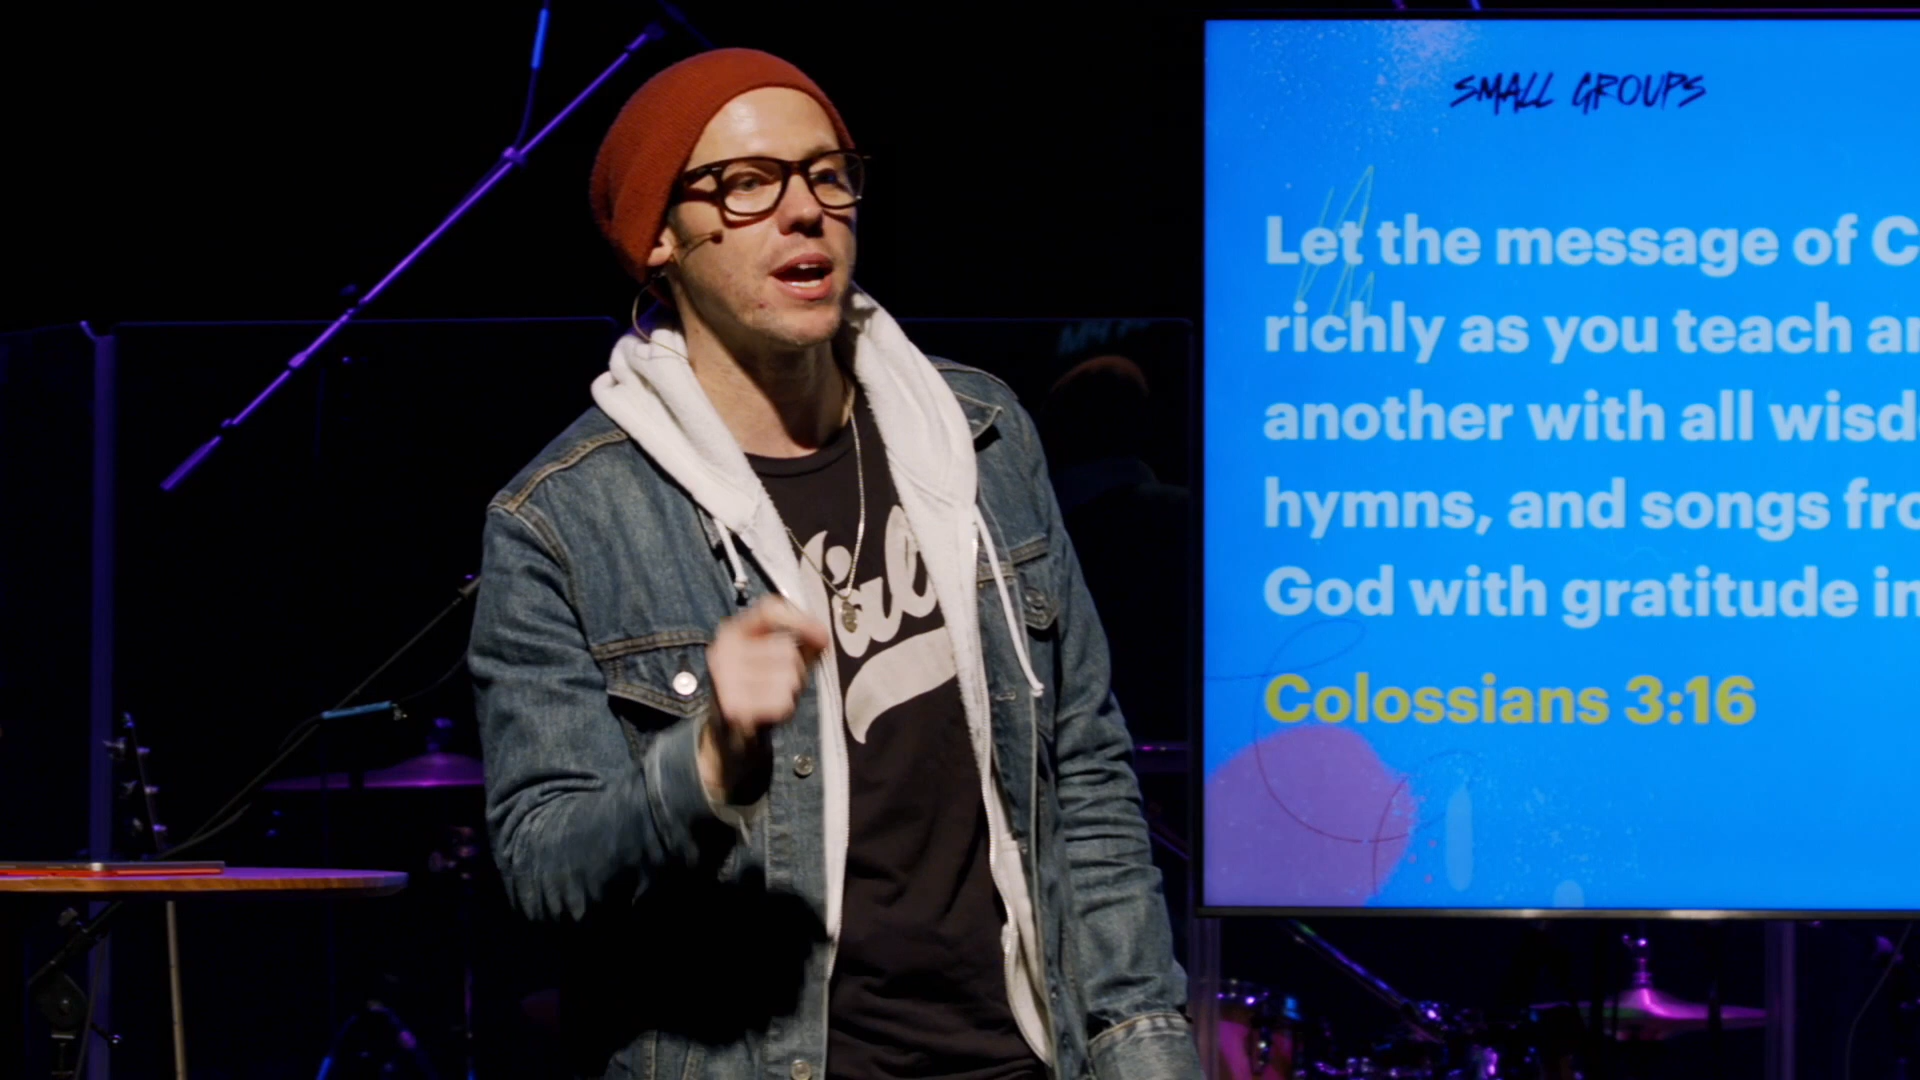 SMALL GROUPS
Let the message of C
richly as you teach an
another with all wisd
hymns, and songs fro
God with gratitude in
Colossians 3:16